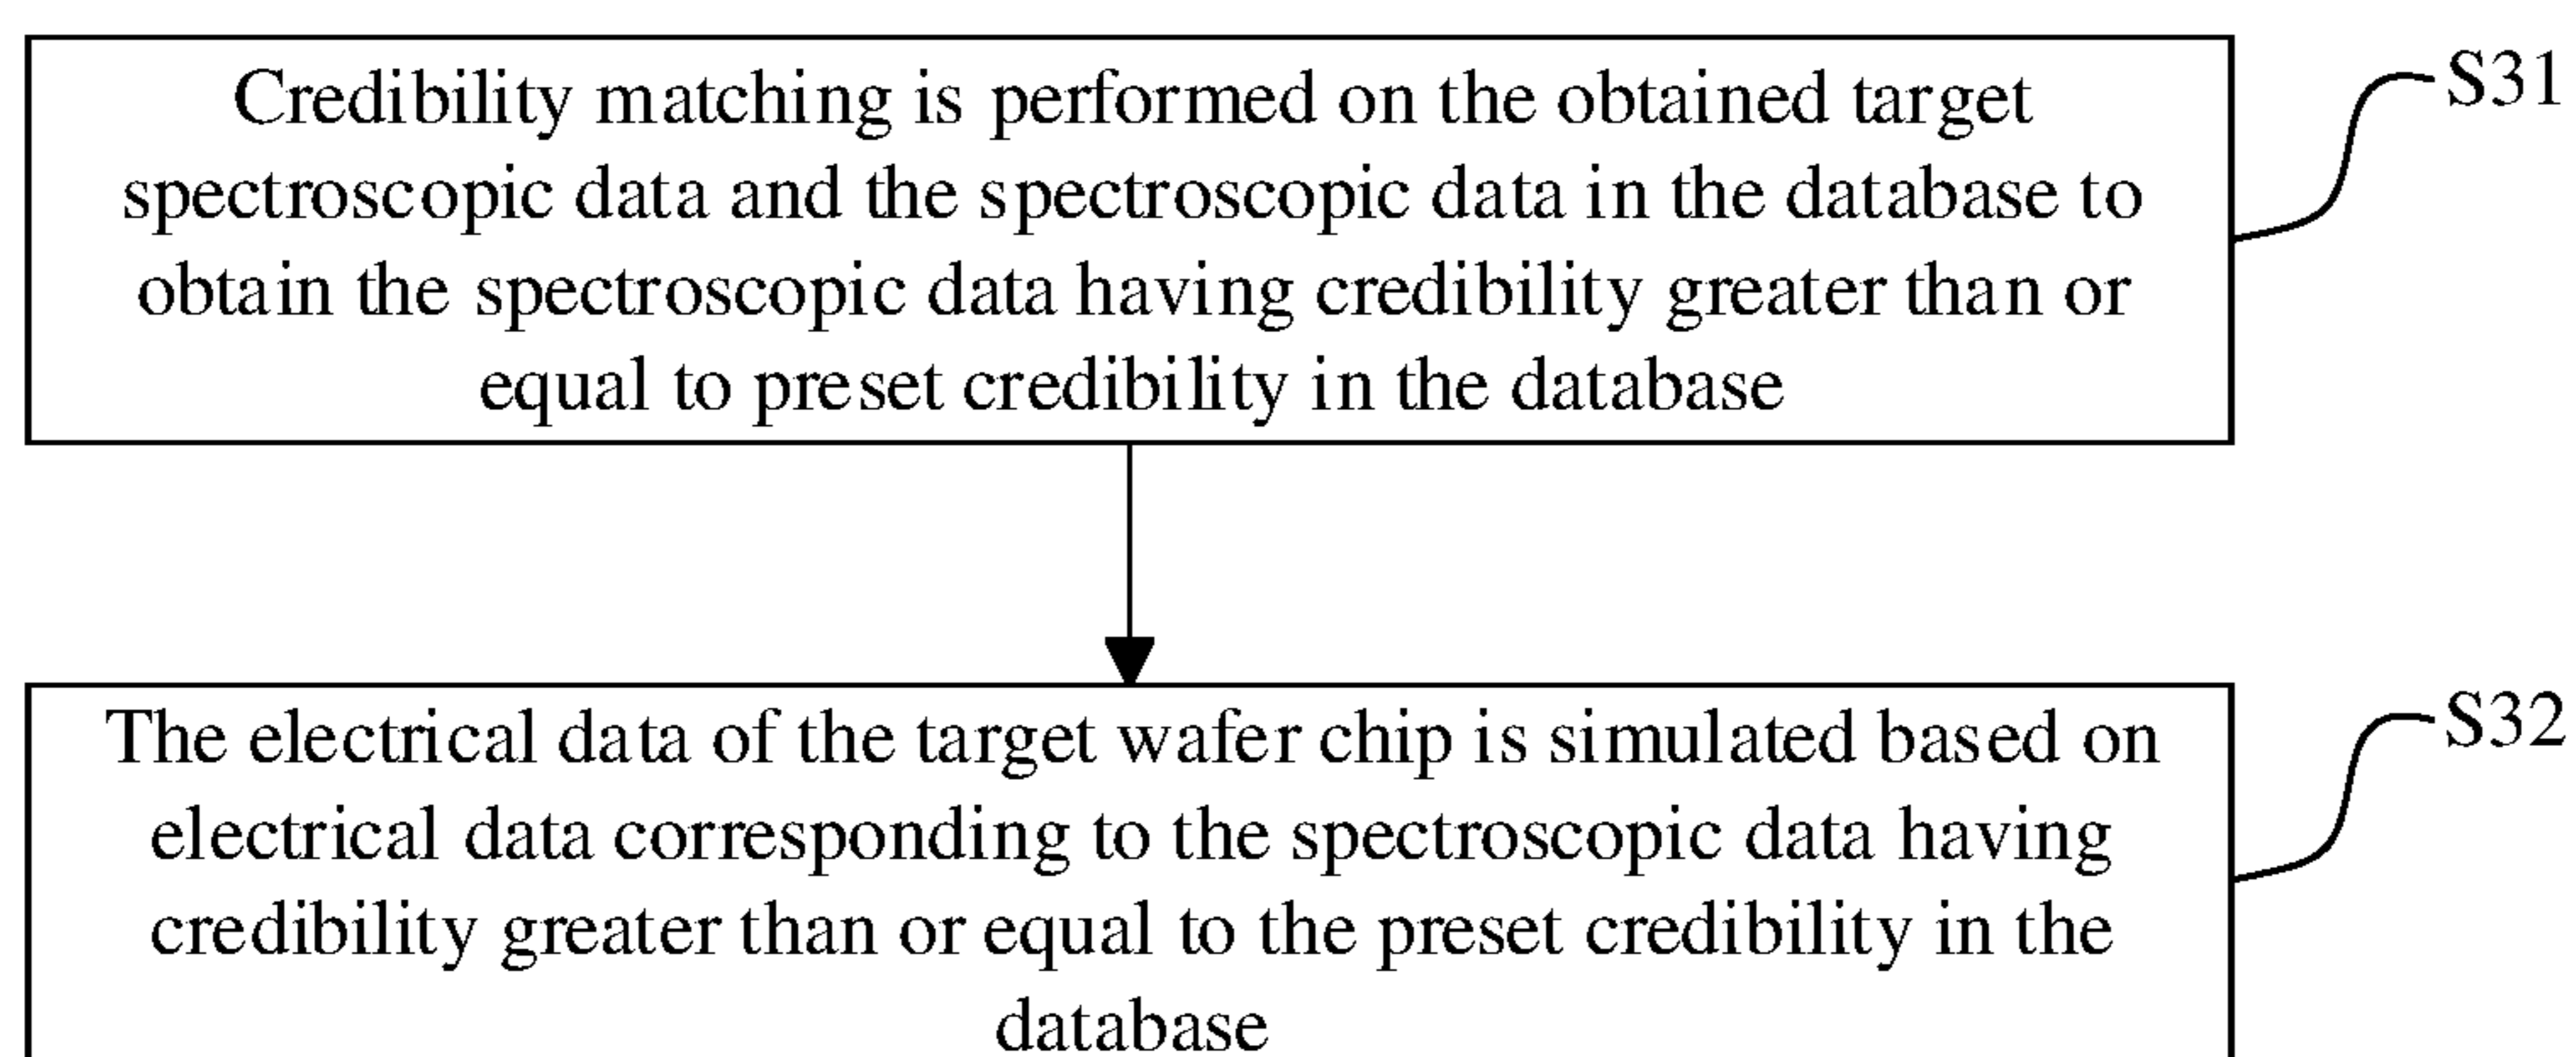 Credibility matching is performed on the obtained target
spectroscopic data and the spectroscopic data in the database to
obtain the spectroscopic data having credibility greater than or
equal to preset credibility in the database
S31
The electrical data of the target wafer chip is simulated based on
electrical data corresponding to the spectroscopic data having
credibility greater than or equal to the preset credibility in the
database
S32